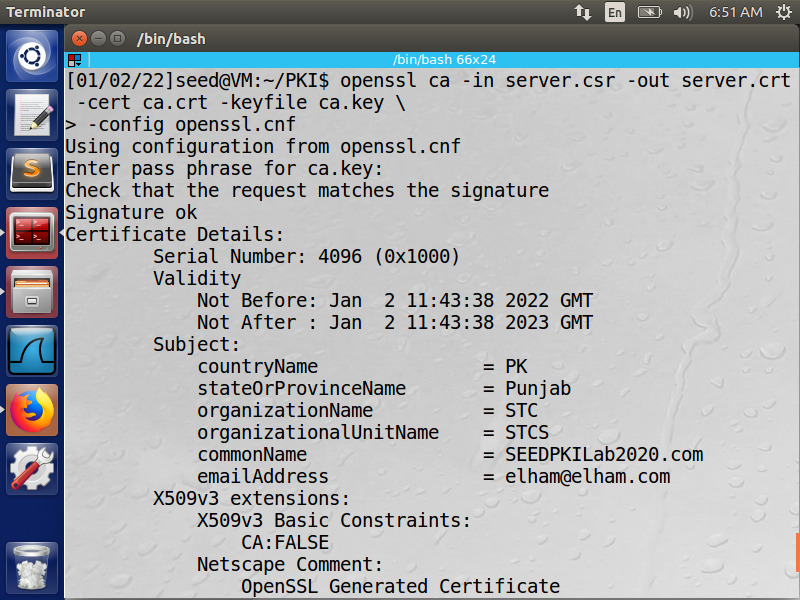 Terminator
En
6:51 AM
/bin/bash
/bin/bash 66x24
[01/02/22]seed@VM:~/PKI$ openssl ca -in server.csr -out server.crt
 -cert ca.crt -keyfile ca.key \
> -config openssl.cnf
Using configuration from openssl.cnf
Enter pass phrase for ca.key:
Check that the request matches the signature
Signature ok
Certificate Details:
        Serial Number: 4096 (0x1000)
        Validity
            Not Before: Jan  2 11:43:38 2022 GMT
            Not After : Jan  2 11:43:38 2023 GMT
        Subject:
            countryName               = PK
            stateOrProvinceName       = Punjab
            organizationName          = STC
            organizationalUnitName    = STCS
            commonName                = SEEDPKILab2020.com
            emailAddress              = elham@elham.com
        X509v3 extensions:
            X509v3 Basic Constraints:
                CA:FALSE
            Netscape Comment:
                OpenSSL Generated Certificate